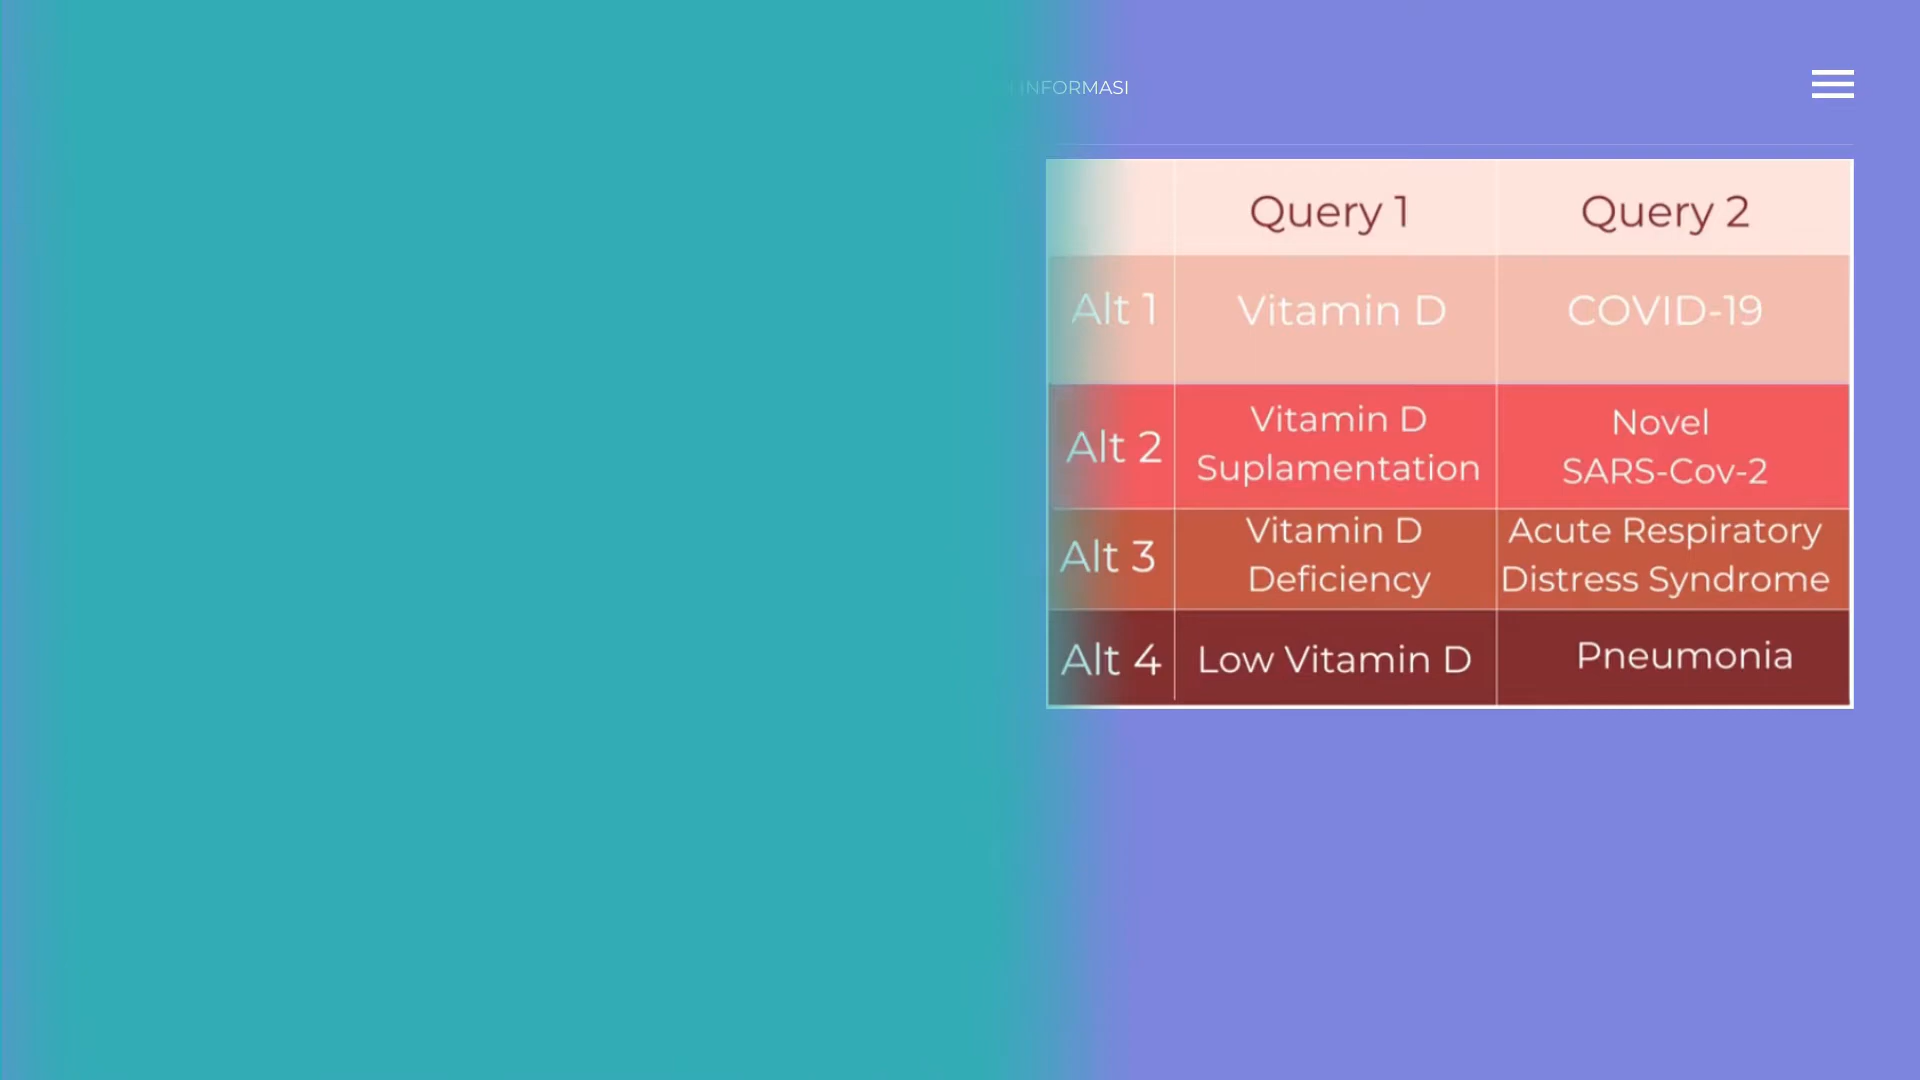 INFORMASI
Query 1 Query 2
Alt 1 Vitamin D COVID-19
Alt 2 Vitamin D Suplamentation Novel SARS-Cov-2
Alt 3 Vitamin D Deficiency Acute Respiratory Distress Syndrome
Alt 4 Low Vitamin D Pneumonia